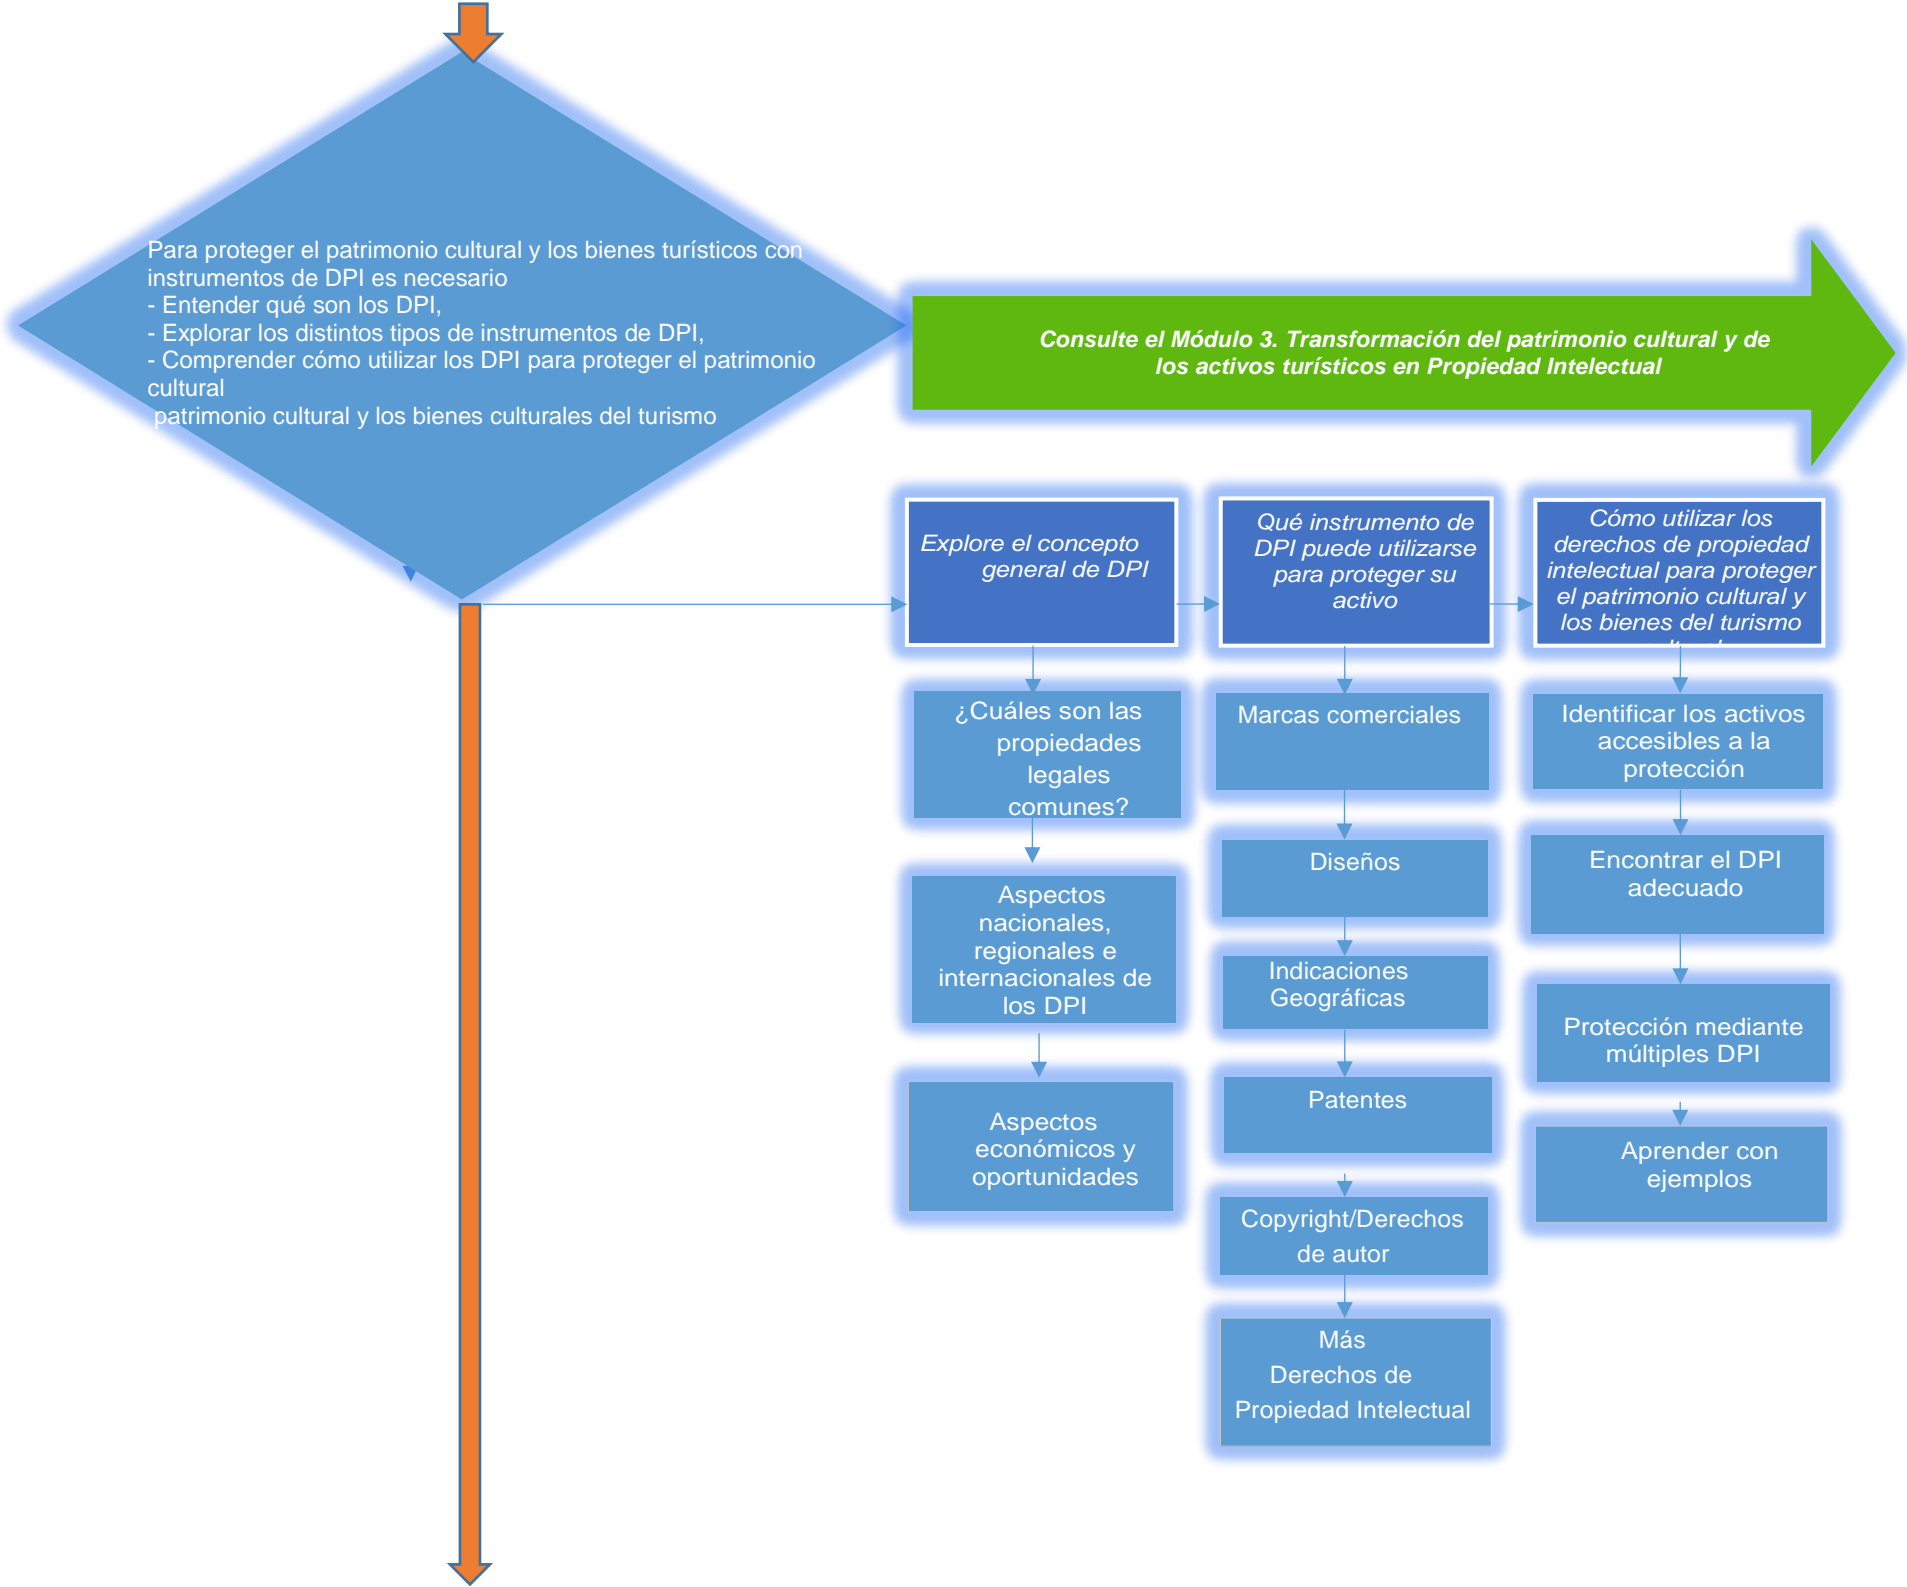 Para proteger el patrimonio cultural y los bienes turísticos con
instrumentos de DPI es necesario
- Entender qué son los DPI,
- Explorar los distintos tipos de instrumentos de DPI,
- Comprender cómo utilizar los DPI para proteger el patrimonio
cultural
patrimonio cultural y los bienes culturales del turismo
Consulte el Módulo 3. Transformación del patrimonio cultural y de
los activos turísticos en Propiedad Intelectual
Explore el concepto
general de DPI
¿Cuáles son las
propiedades
legales
comunes?
Aspectos
nacionales,
regionales e
internacionales de
los DPI
Aspectos
económicos y
oportunidades
Qué instrumento de
DPI puede utilizarse
para proteger su
activo
Marcas comerciales
Diseños
Indicaciones
Geográficas
Patentes
Copyright/Derechos
de autor
Más
Derechos de
Propiedad Intelectual
Cómo utilizar los
derechos de propiedad
intelectual para proteger
el patrimonio cultural y
los bienes del turismo
Identificar los activos
accesibles a la
protección
Encontrar el DPI
adecuado
Protección mediante
múltiples DPI
Aprender con
ejemplos